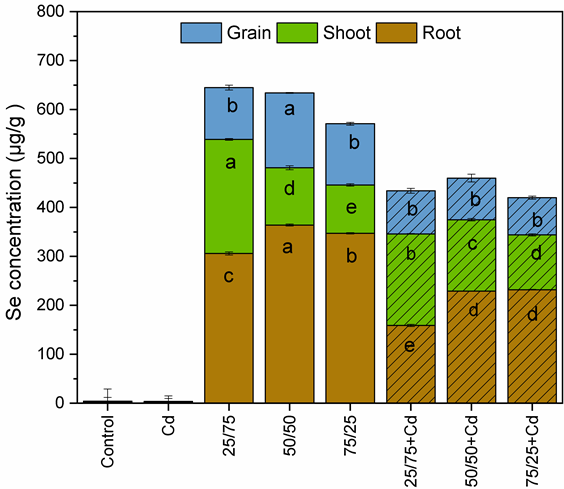 800
700
600
500
400
300
200
100
0
Se concentration (μg/g )
Grain Shoot Root
b
a
c
a
d
a
b
e
b
b
b
e
b
c
d
b
d
d
Control
Cd
25/75
50/50
75/25
25/75+Cd
50/50+Cd
75/25+Cd